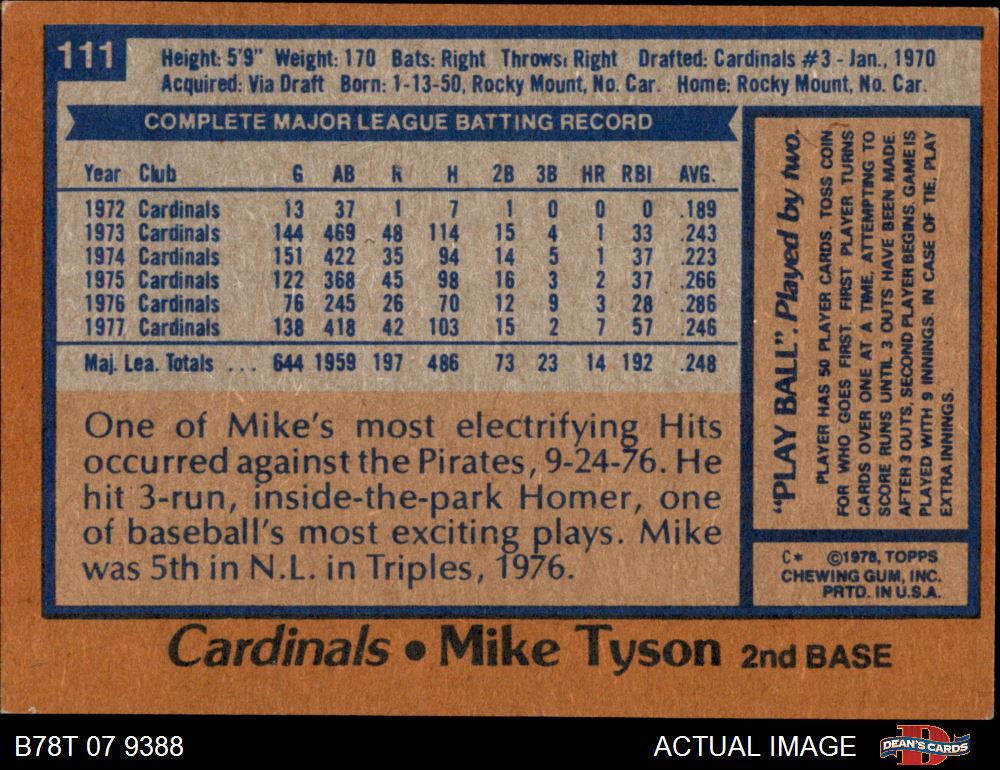 111
Height: 5'9" Weight: 170 Bats: Right Throws: Right Drafted: Cardinals #3 - Jan., 1970
Acquired: Via Draft Born: 1-13-50, Rocky Mount, No. Car. Home: Rocky Mount, No. Car.
COMPLETE MAJOR LEAGUE BATTING RECORD
Year Club G AB R H 2B 3B HR RBI AVG.
1972 Cardinals 13 37 1 7 1 0 0 0 .189
1973 Cardinals 144 469 48 114 15 4 1 33 .243
1974 Cardinals 151 422 35 94 14 5 1 37 .223
1975 Cardinals 122 368 45 98 16 3 2 37 .266
1976 Cardinals 76 245 26 70 12 9 3 28 .286
1977 Cardinals 138 418 42 103 15 2 7 57 .246
Maj. Lea. Totals ... 644 1959 197 486 73 23 14 192 .248
One of Mike's most electrifying Hits
occurred against the Pirates, 9-24-76. He
hit 3-run, inside-the-park Homer, one
of baseball's most exciting plays. Mike
was 5th in N.L. in Triples, 1976.
"PLAY BALL". Played by two.
PLAYER HAS 50 PLAYER CARDS. TOSS COIN
FOR WHO GOES FIRST. FIRST PLAYER TURNS
CARDS OVER ONE AT A TIME, ATTEMPTING TO
SCORE RUNS UNTIL 3 OUTS HAVE BEEN MADE.
AFTER 3 OUTS, SECOND PLAYER BEGINS. GAME IS
PLAYED WITH 9 INNINGS. IN CASE OF TIE, PLAY
EXTRA INNINGS.
C* ©1978, TOPPS
CHEWING GUM, INC.
PRTD. IN U.S.A.
Cardinals • Mike Tyson 2nd BASE
B78T 07 9388
ACTUAL IMAGE
D
DEAN'S CARDS